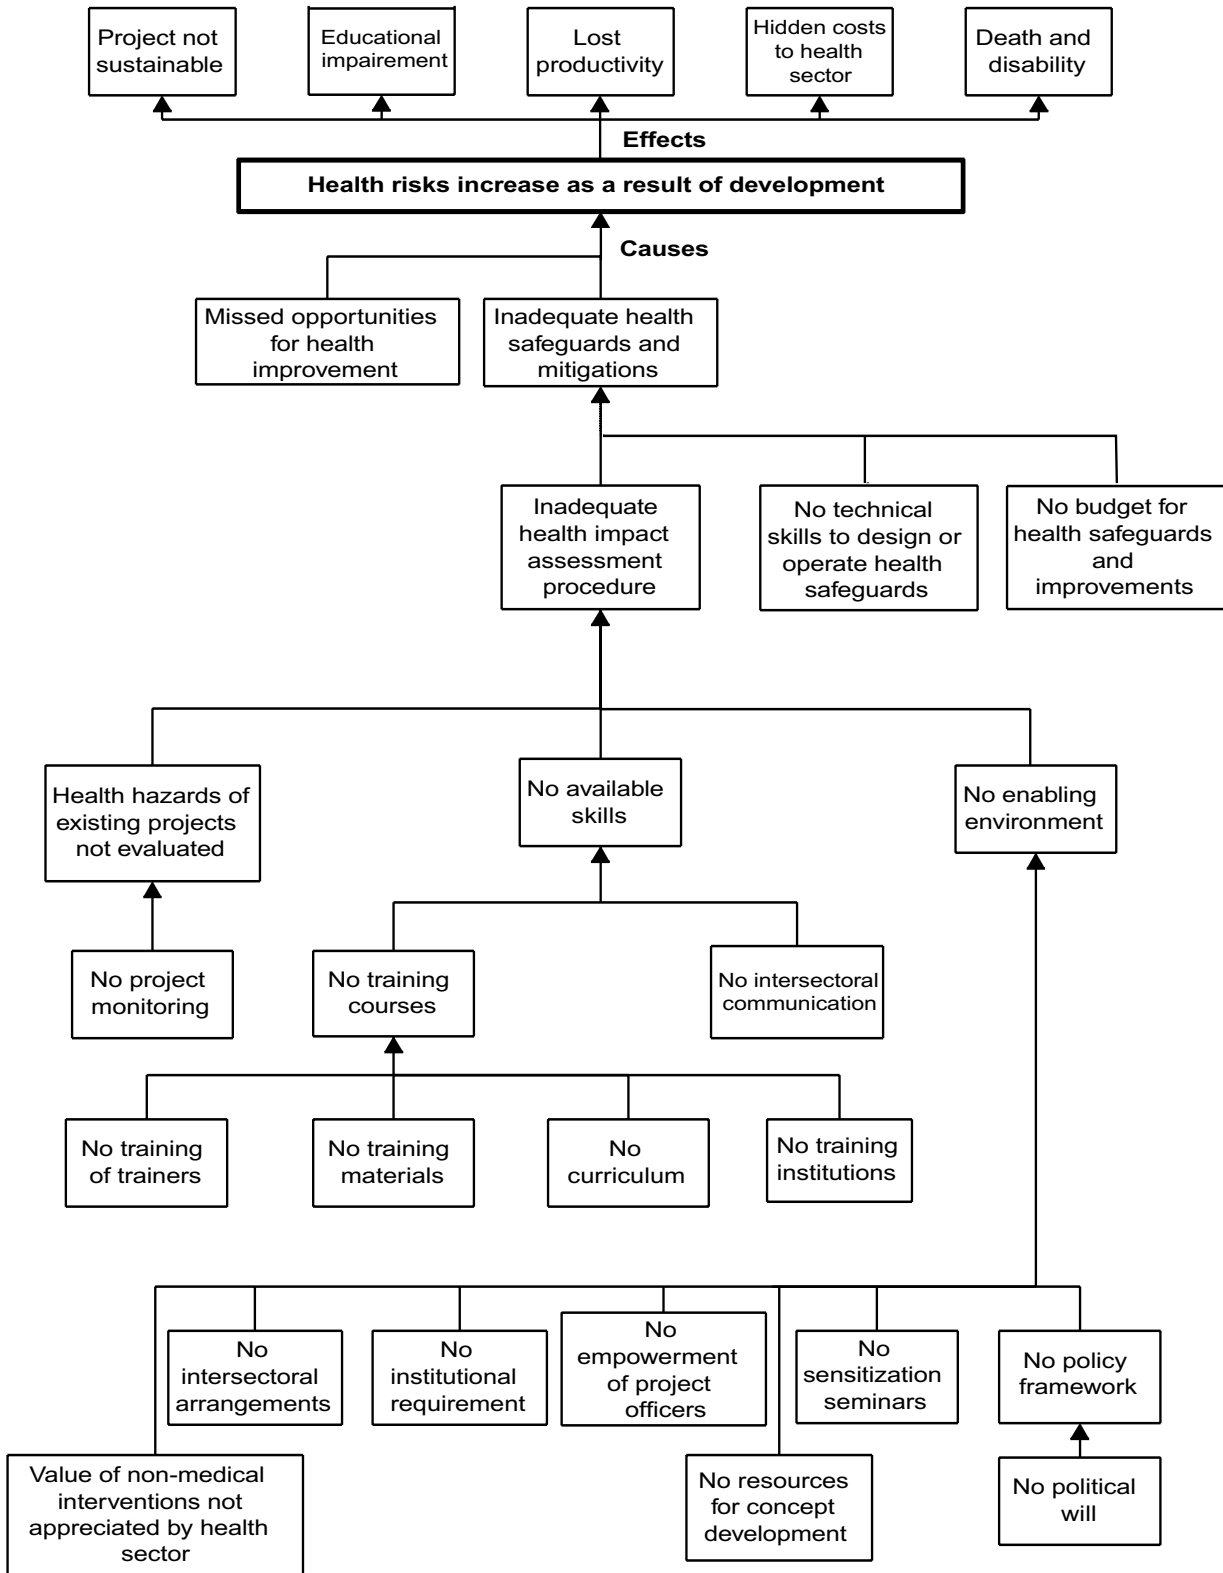 Project not
sustainable
Educational
impairement
Lost
productivity
Hidden costs
to health
sector
Death and
disability
Effects
Health risks increase as a result of development
Causes
Missed opportunities
for health
improvement
Inadequate health
safeguards and
mitigations
Inadequate
health impact
assessment
procedure
No technical
skills to design or
operate health
safeguards
No budget for
health safeguards
and
improvements
Health hazards of
existing projects
not evaluated
No available
skills
No enabling
environment
No project
monitoring
No training
courses
No intersectoral
communication
No training
of trainers
No training
materials
No
curriculum
No training
institutions
No
intersectoral
arrangements
No
institutional
requirement
No
empowerment
of project
officers
No
sensitization
seminars
No policy
framework
Value of non-medical
interventions not
appreciated by health
sector
No resources
for concept
development
No political
will